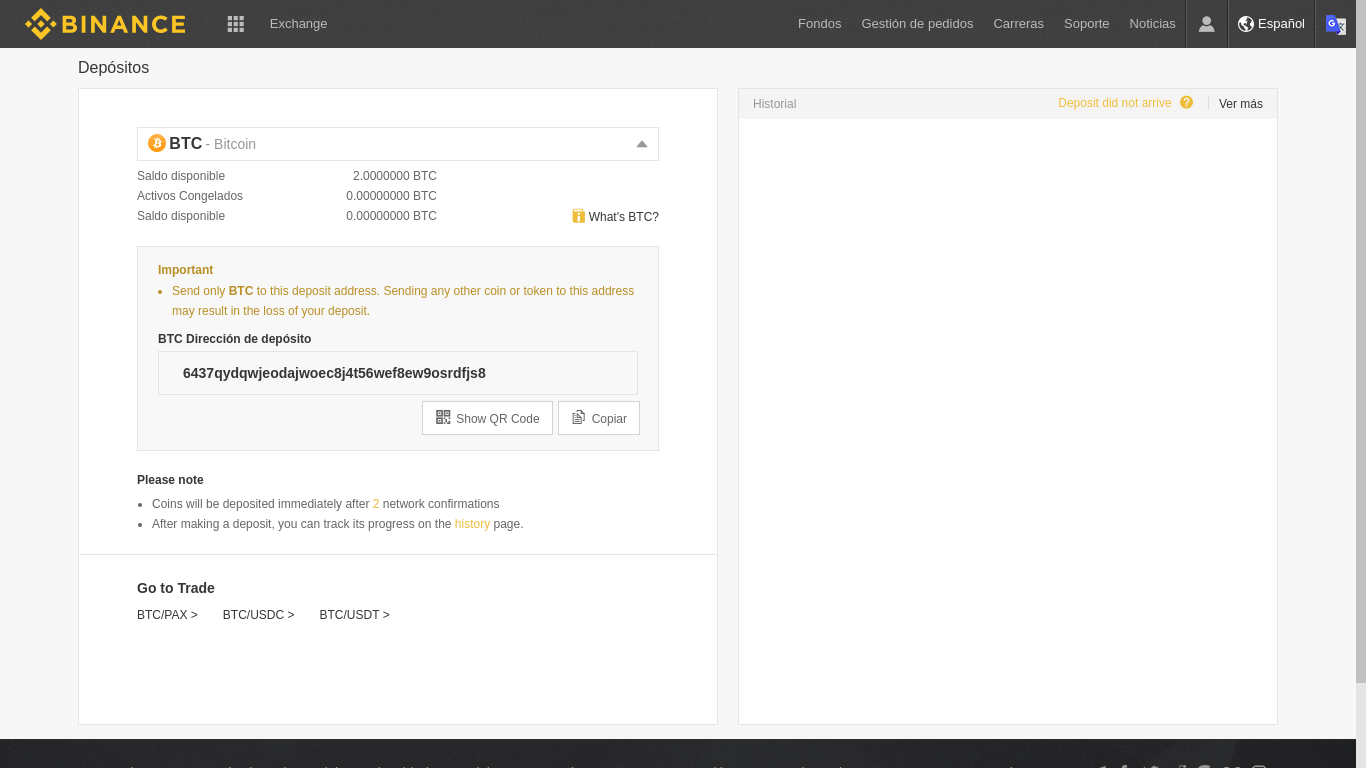 BINANCE Exchange Fondos Gestión de pedidos Carreras Soporte Noticias Español
Depósitos
BTC - Bitcoin
Saldo disponible 2.0000000 BTC
Activos Congelados 0.00000000 BTC
Saldo disponible 0.00000000 BTC
What's BTC?
Important
Send only BTC to this deposit address. Sending any other coin or token to this address
may result in the loss of your deposit.
BTC Dirección de depósito
6437qydqwjeodajwoec8j4t56wef8ew9osrdfjs8
Show QR Code Copiar
Please note
Coins will be deposited immediately after 2 network confirmations
After making a deposit, you can track its progress on the history page.
Go to Trade
BTC/PAX > BTC/USDC > BTC/USDT >
Historial Deposit did not arrive ? Ver más